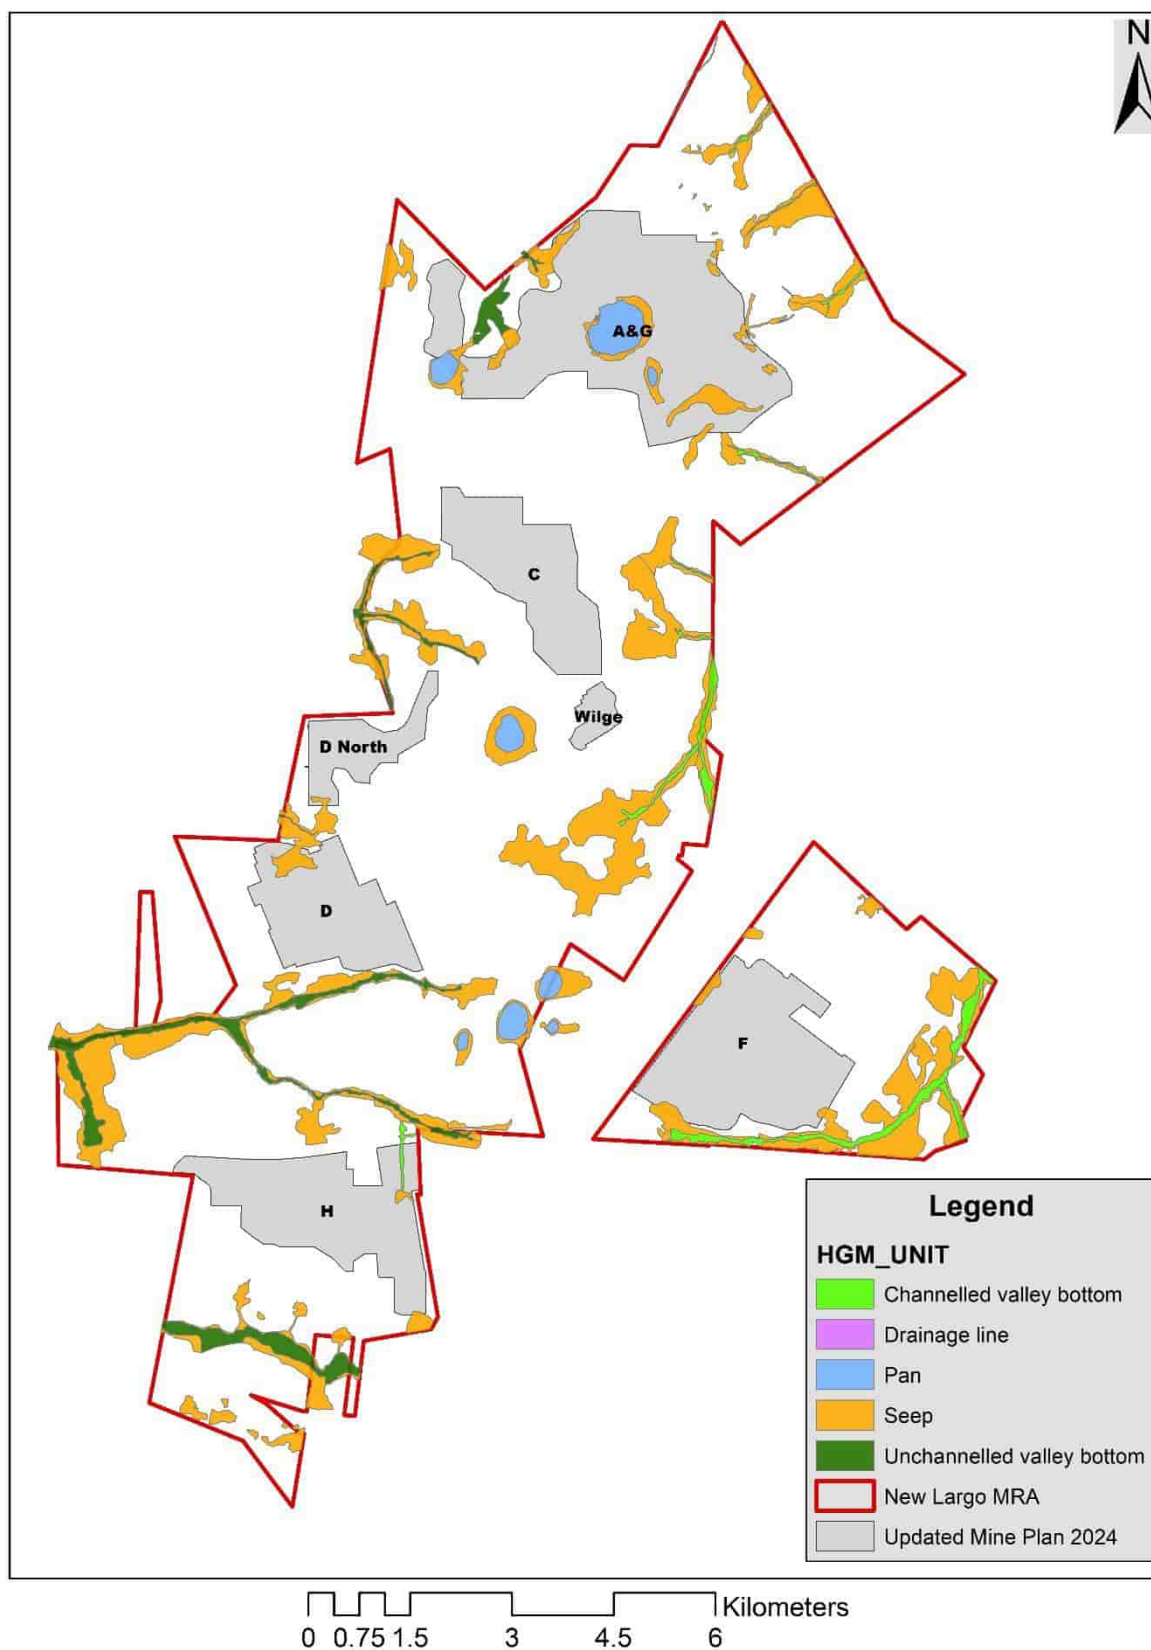 N
A&G
C
Wilge
D North
D
F
H
Legend
HGM_UNIT
Channelled valley bottom
Drainage line
Pan
Seep
Unchannelled valley bottom
New Largo MRA
Updated Mine Plan 2024
Kilometers
0 0.75 1.5 3 4.5 6